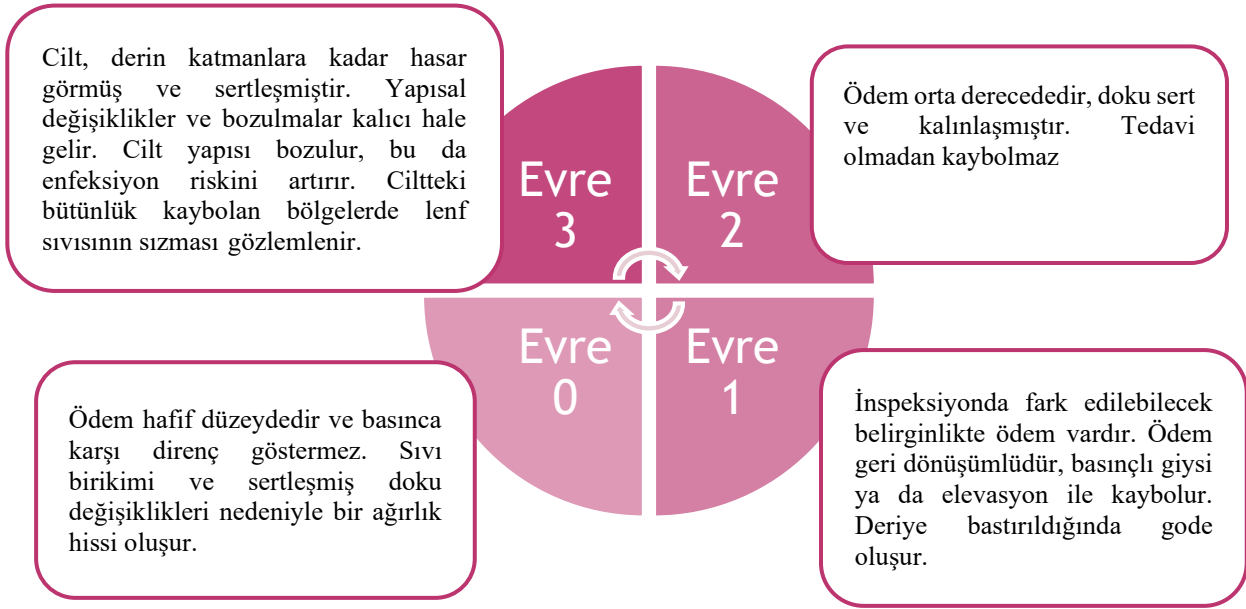 Cilt, derin katmanlara kadar hasar
görmüş ve sertleşmiştir. Yapısal
değişiklikler ve bozulmalar kalıcı hale
gelir. Cilt yapısı bozulur, bu da
enfeksiyon riskini artırır. Ciltteki
bütünlük kaybolan bölgelerde lenf
sıvısının sızması gözlemlenir.
Evre
3
Evre
2
Ödem orta derecededir, doku sert
ve kalınlaşmıştır. Tedavi
olmadan kaybolmaz
Ödem hafif düzeydedir ve basınca
karşı direnç göstermez. Sıvı
birikimi ve sertleşmiş doku
değişiklikleri nedeniyle bir ağırlık
hissi oluşur.
Evre
0
Evre
1
İnspeksiyonda fark edilebilecek
belirginlikte ödem vardır. Ödem
geri dönüşümlüdür, basınçlı giysi
ya da elevasyon ile kaybolur.
Deriye bastırıldığında gode
oluşur.